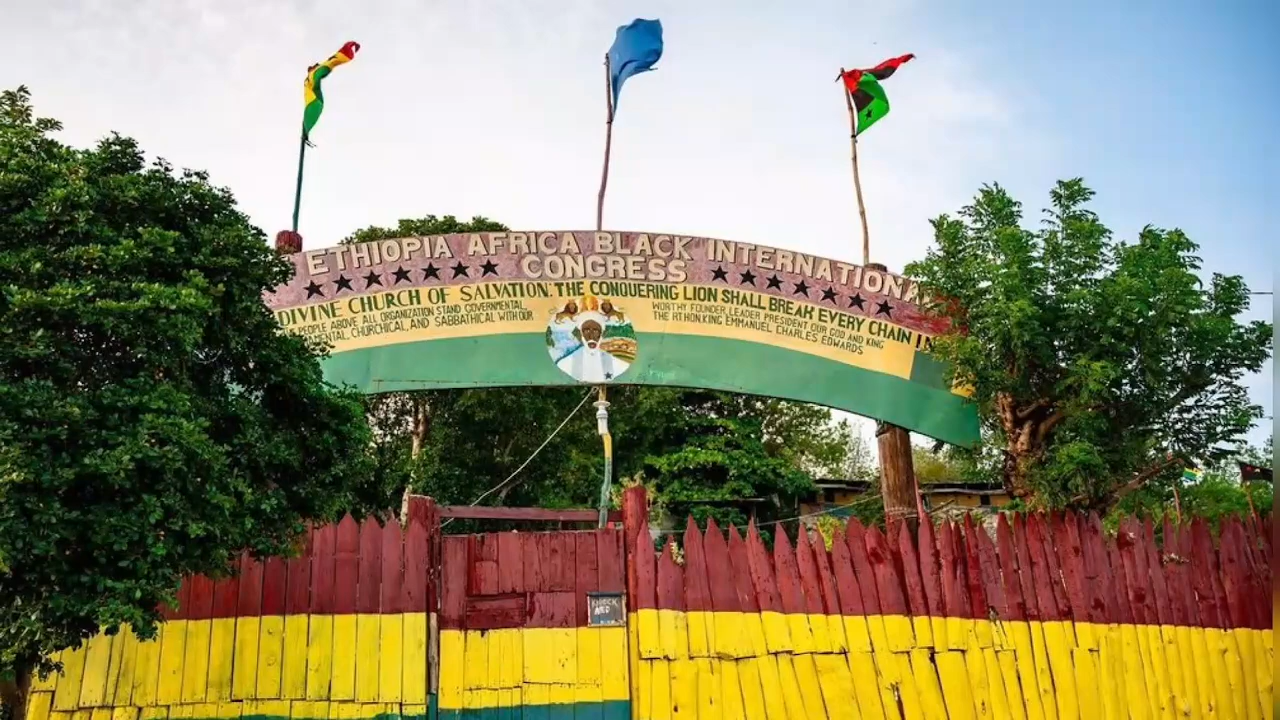 ETHIOPIA AFRICA BLACK INTERNATIONAL
CONGRESS
DIVINE CHURCH OF SALVATION. THE CONQUERING LION SHALL BREAK EVERY CHAIN
PEOPLE ABOVE ALL ORGANIZATION STAND GOVERNMENTAL,
CHURCHICAL, AND SABBATHICAL WITH OUR
WORTHY FOUNDER, LEADER PRESIDENT OUR GOD AND KING
THE RT.HON.KING EMMANUEL CHARLES EDWARDS
KNOCK
AND